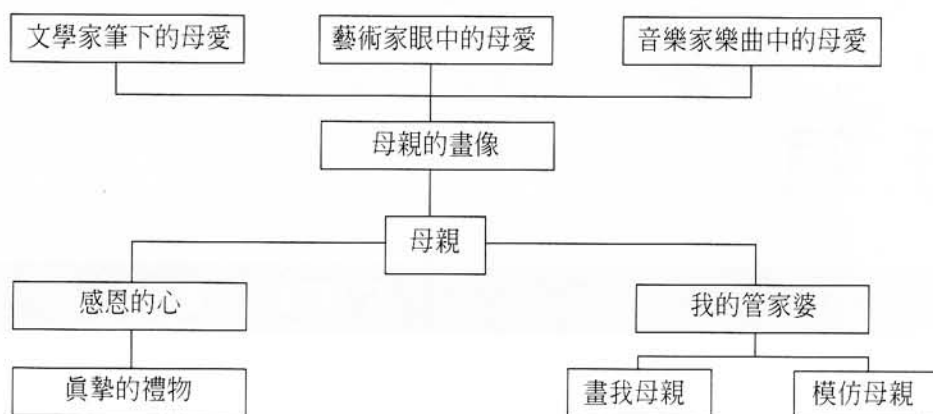 文學家筆下的母愛
藝術家眼中的母愛
音樂家樂曲中的母愛
母親的畫像
母親
感恩的心
我的管家婆
眞摯的禮物
畫我母親
模仿母親